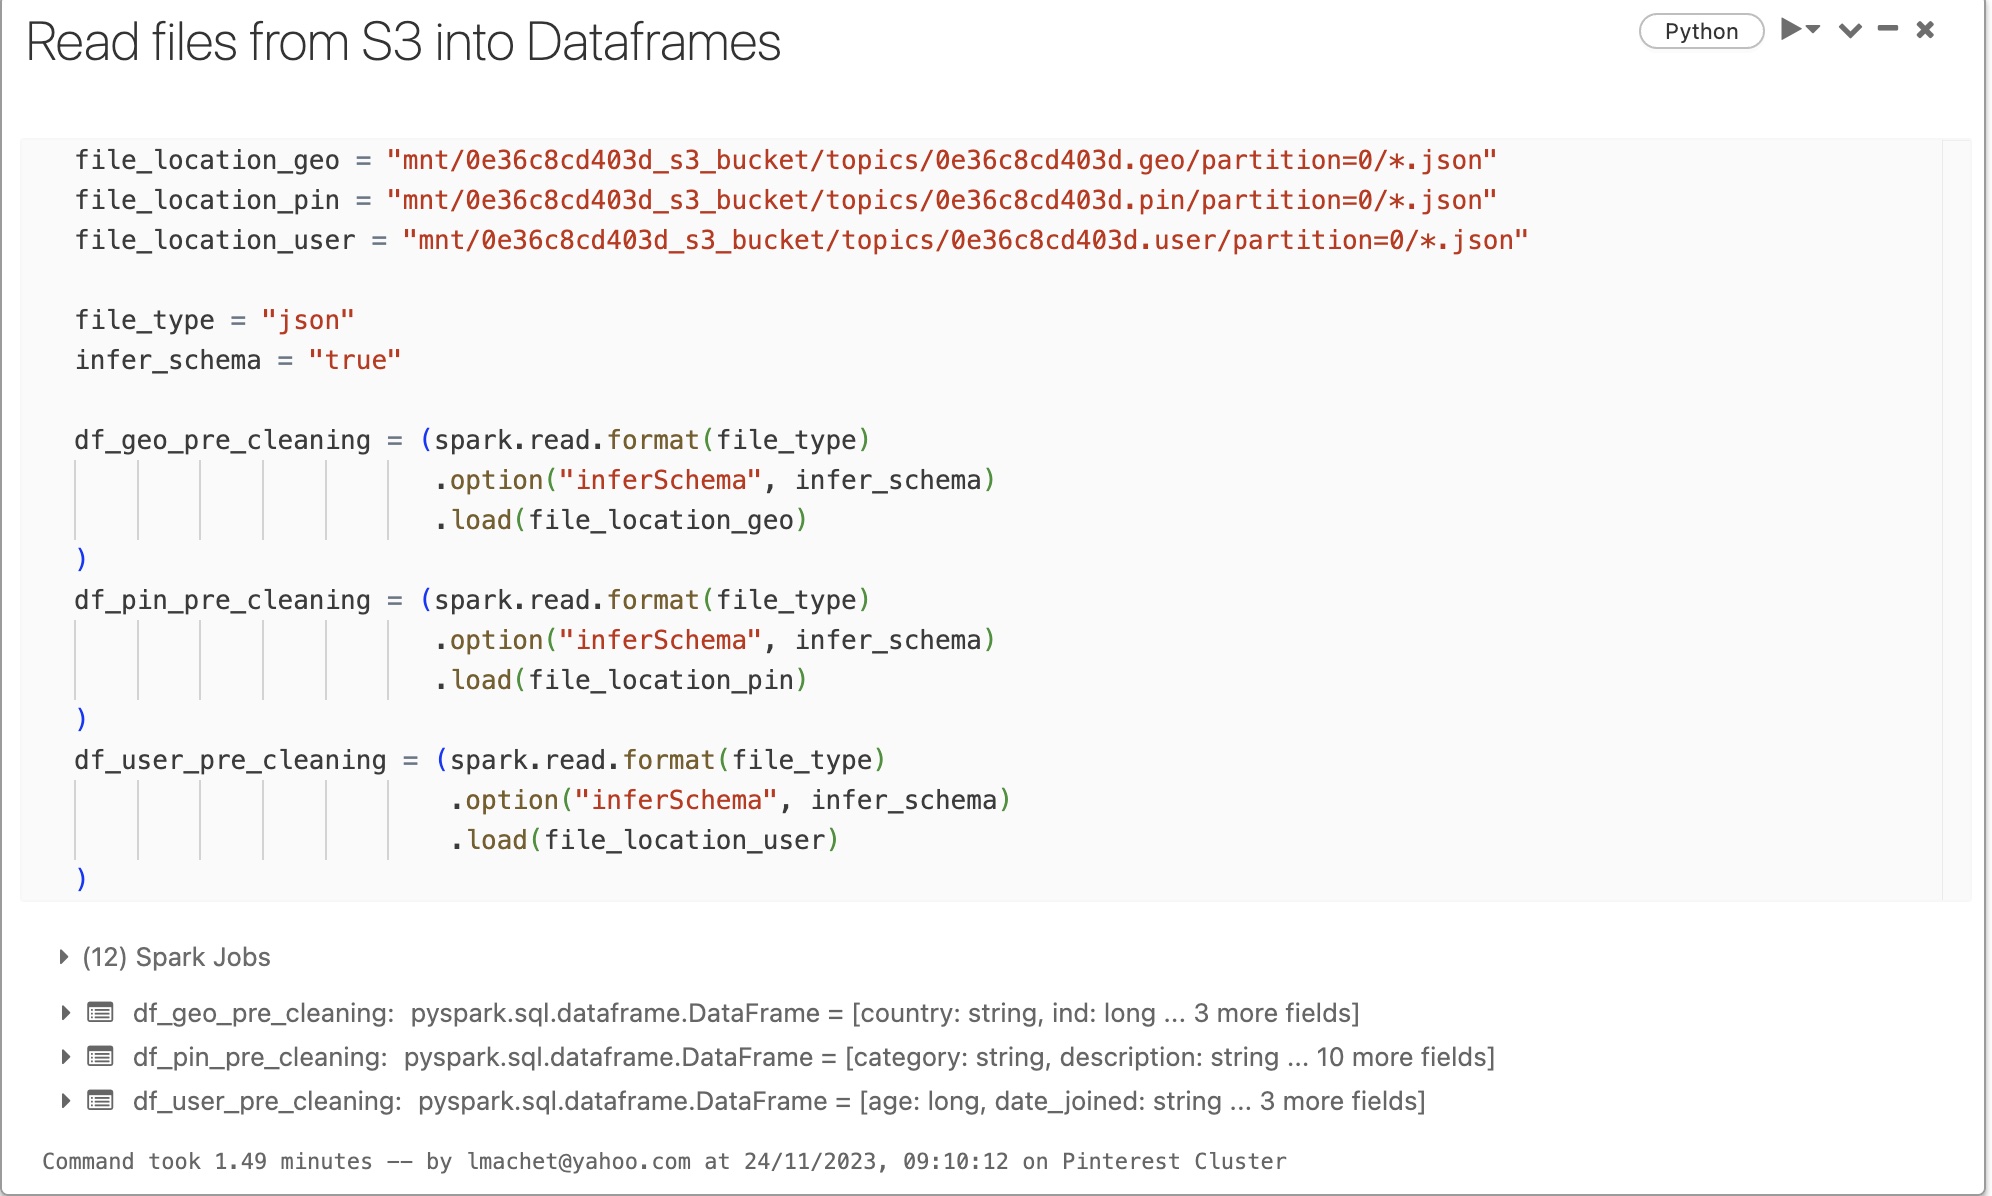 Read files from S3 into Dataframes
Python
file_location_geo = "mnt/0e36c8cd403d_s3_bucket/topics/0e36c8cd403d.geo/partition=0/*.json"
file_location_pin = "mnt/0e36c8cd403d_s3_bucket/topics/0e36c8cd403d.pin/partition=0/*.json"
file_location_user = "mnt/0e36c8cd403d_s3_bucket/topics/0e36c8cd403d.user/partition=0/*.json"
file_type = "json"
infer_schema = "true"
df_geo_pre_cleaning = (spark.read.format(file_type)
.option("inferSchema", infer_schema)
.load(file_location_geo)
)
df_pin_pre_cleaning = (spark.read.format(file_type)
.option("inferSchema", infer_schema)
.load(file_location_pin)
)
df_user_pre_cleaning = (spark.read.format(file_type)
.option("inferSchema", infer_schema)
.load(file_location_user)
)
(12) Spark Jobs
df_geo_pre_cleaning: pyspark.sql.dataframe.DataFrame = [country: string, ind: long ... 3 more fields]
df_pin_pre_cleaning: pyspark.sql.dataframe.DataFrame = [category: string, description: string ... 10 more fields]
df_user_pre_cleaning: pyspark.sql.dataframe.DataFrame = [age: long, date_joined: string ... 3 more fields]
Command took 1.49 minutes -- by lmachet@yahoo.com at 24/11/2023, 09:10:12 on Pinterest Cluster